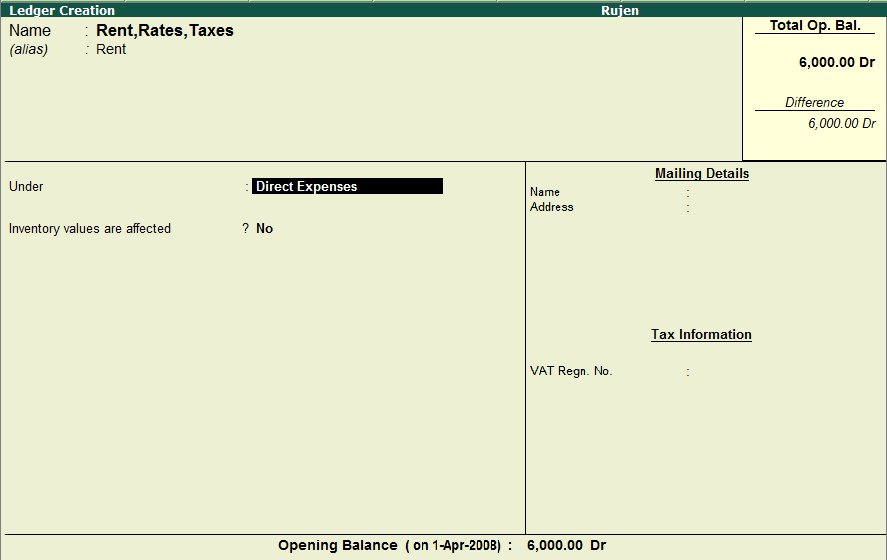 Ledger Creation Rujen
Name : Rent,Rates,Taxes
(alias) : Rent
Total Op. Bal.
6,000.00 Dr
Difference
6,000.00 Dr
Under : Direct Expenses
Inventory values are affected ? No
Mailing Details
Name :
Address :
Tax Information
VAT Regn. No. :
Opening Balance ( on 1-Apr-2008) : 6,000.00 Dr